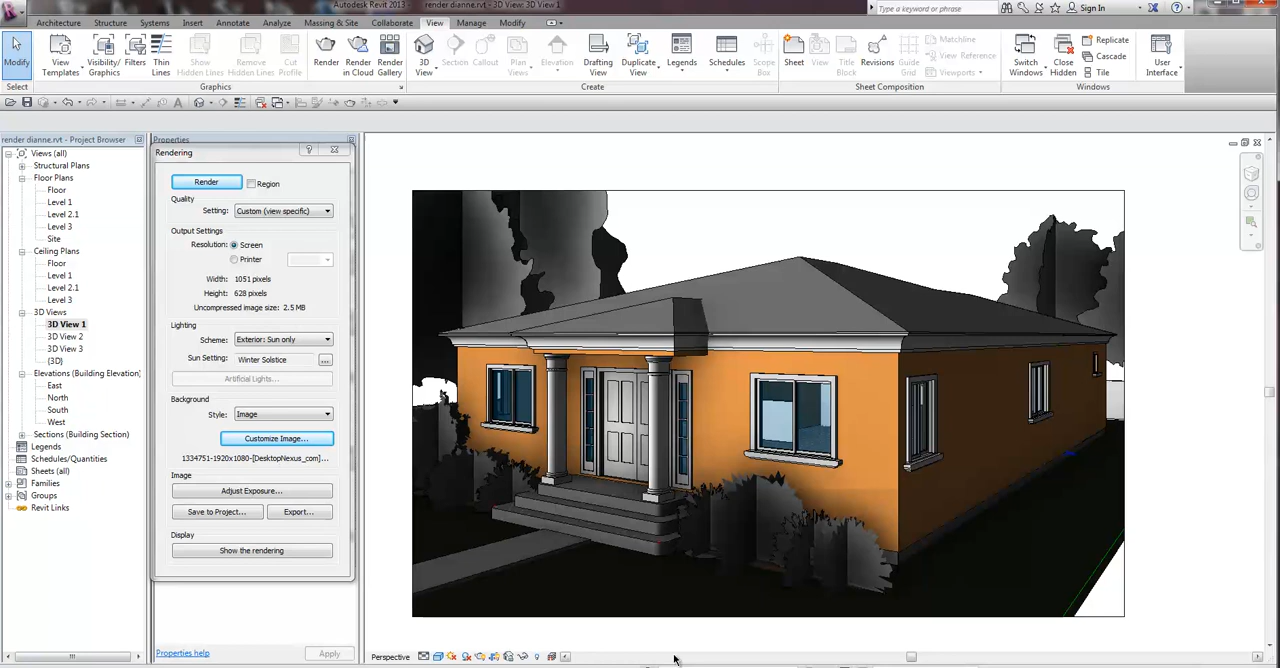 Autodesk Revit 2013 - render dianne.rvt - 3D View: 3D View 1
Type a keyword or phrase
Sign In
Architecture Structure Systems Insert Annotate Analyze Massing & Site Collaborate View Manage Modify
Modify
View Templates
Visibility/ Graphics
Filters
Thin Lines
Show Hidden Lines
Remove Hidden Lines
Cut Profile
Render
Render in Cloud
Render Gallery
3D View
Section
Callout
Plan Views
Elevation
Drafting View
Duplicate View
Legends
Schedules
Scope Box
Sheet
View
Title Block
Revisions
Guide Grid
Matchline
View Reference
Viewports
Switch Windows
Close Hidden
Replicate
Cascade
Tile
User Interface
Select
Graphics
Create
Sheet Composition
Windows
render dianne.rvt - Project Browser
Views (all)
Structural Plans
Floor Plans
Floor
Level 1
Level 2.1
Level 3
Site
Ceiling Plans
Floor
Level 1
Level 2.1
Level 3
3D Views
3D View 1
3D View 2
3D View 3
{3D}
Elevations (Building Elevation)
East
North
South
West
Sections (Building Section)
Legends
Schedules/Quantities
Sheets (all)
Families
Groups
Revit Links
Properties
Rendering
Render
Region
Quality
Setting: Custom (view specific)
Output Settings
Resolution: Screen
Printer
Width: 1051 pixels
Height: 628 pixels
Uncompressed image size: 2.5 MB
Lighting
Scheme: Exterior: Sun only
Sun Setting: Winter Solstice ...
Artificial Lights...
Background
Style: Image
Customize Image...
1334751-1920x1080-[DesktopNexus_com]...
Image
Adjust Exposure...
Save to Project... Export...
Display
Show the rendering
Properties help
Apply
Perspective